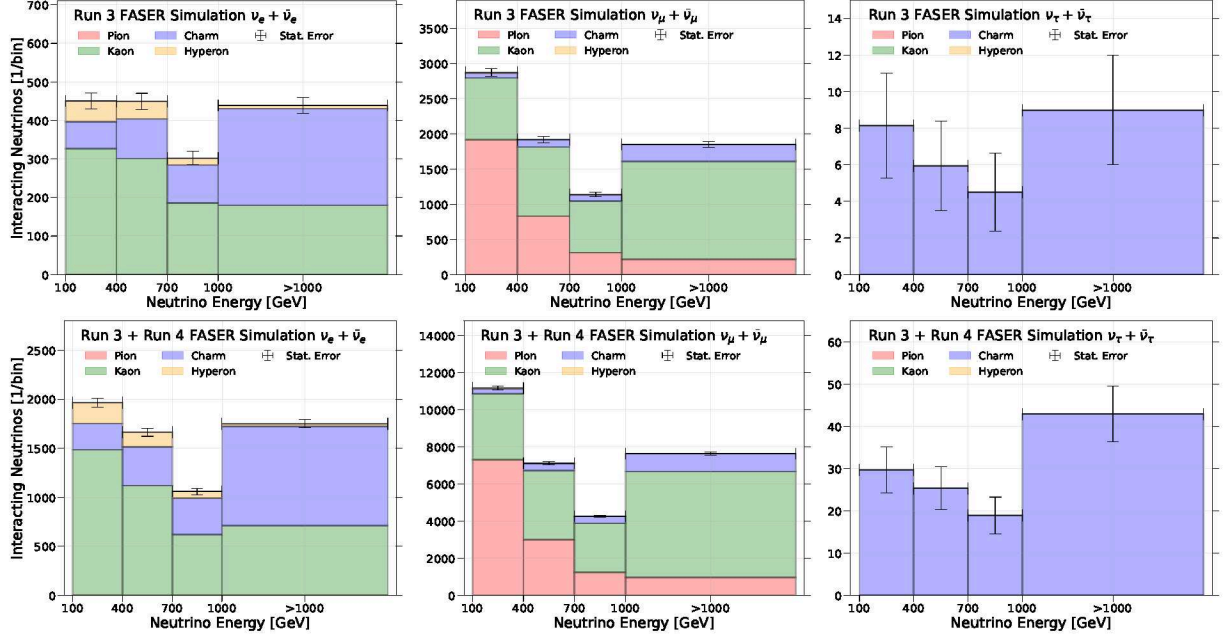 Run 3 FASER Simulation νe + ν̄e
Pion
Charm
Stat. Error
Kaon
Hyperon
Interacting Neutrinos [1/bin]
700
600
500
400
300
200
100
0
100 400 700 1000 >1000
Neutrino Energy [GeV]
Run 3 FASER Simulation νμ + ν̄μ
Pion
Charm
Stat. Error
Kaon
Hyperon
3500
3000
2500
2000
1500
1000
500
0
100 400 700 1000 >1000
Neutrino Energy [GeV]
Run 3 FASER Simulation ντ + ν̄τ
Pion
Charm
Stat. Error
Kaon
Hyperon
14
12
10
8
6
4
2
0
100 400 700 1000 >1000
Neutrino Energy [GeV]
Run 3 + Run 4 FASER Simulation νe + ν̄e
Pion
Charm
Stat. Error
Kaon
Hyperon
Interacting Neutrinos [1/bin]
2500
2000
1500
1000
500
0
100 400 700 1000 >1000
Neutrino Energy [GeV]
Run 3 + Run 4 FASER Simulation νμ + ν̄μ
Pion
Charm
Stat. Error
Kaon
Hyperon
14000
12000
10000
8000
6000
4000
2000
0
100 400 700 1000 >1000
Neutrino Energy [GeV]
Run 3 + Run 4 FASER Simulation ντ + ν̄τ
Pion
Charm
Stat. Error
Kaon
Hyperon
60
50
40
30
20
10
0
100 400 700 1000 >1000
Neutrino Energy [GeV]